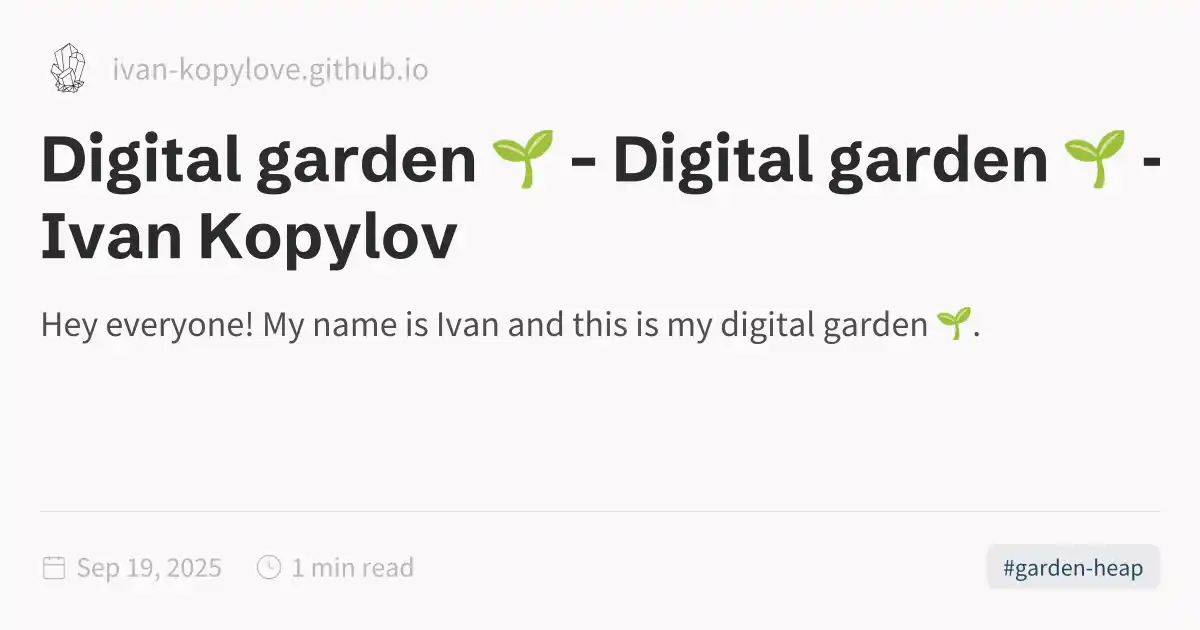 ivan-kopylove.github.io
Digital garden 🌱 - Digital garden 🌱 -
Ivan Kopylov
Hey everyone! My name is Ivan and this is my digital garden 🌱.
Sep 19, 2025 1 min read #garden-heap